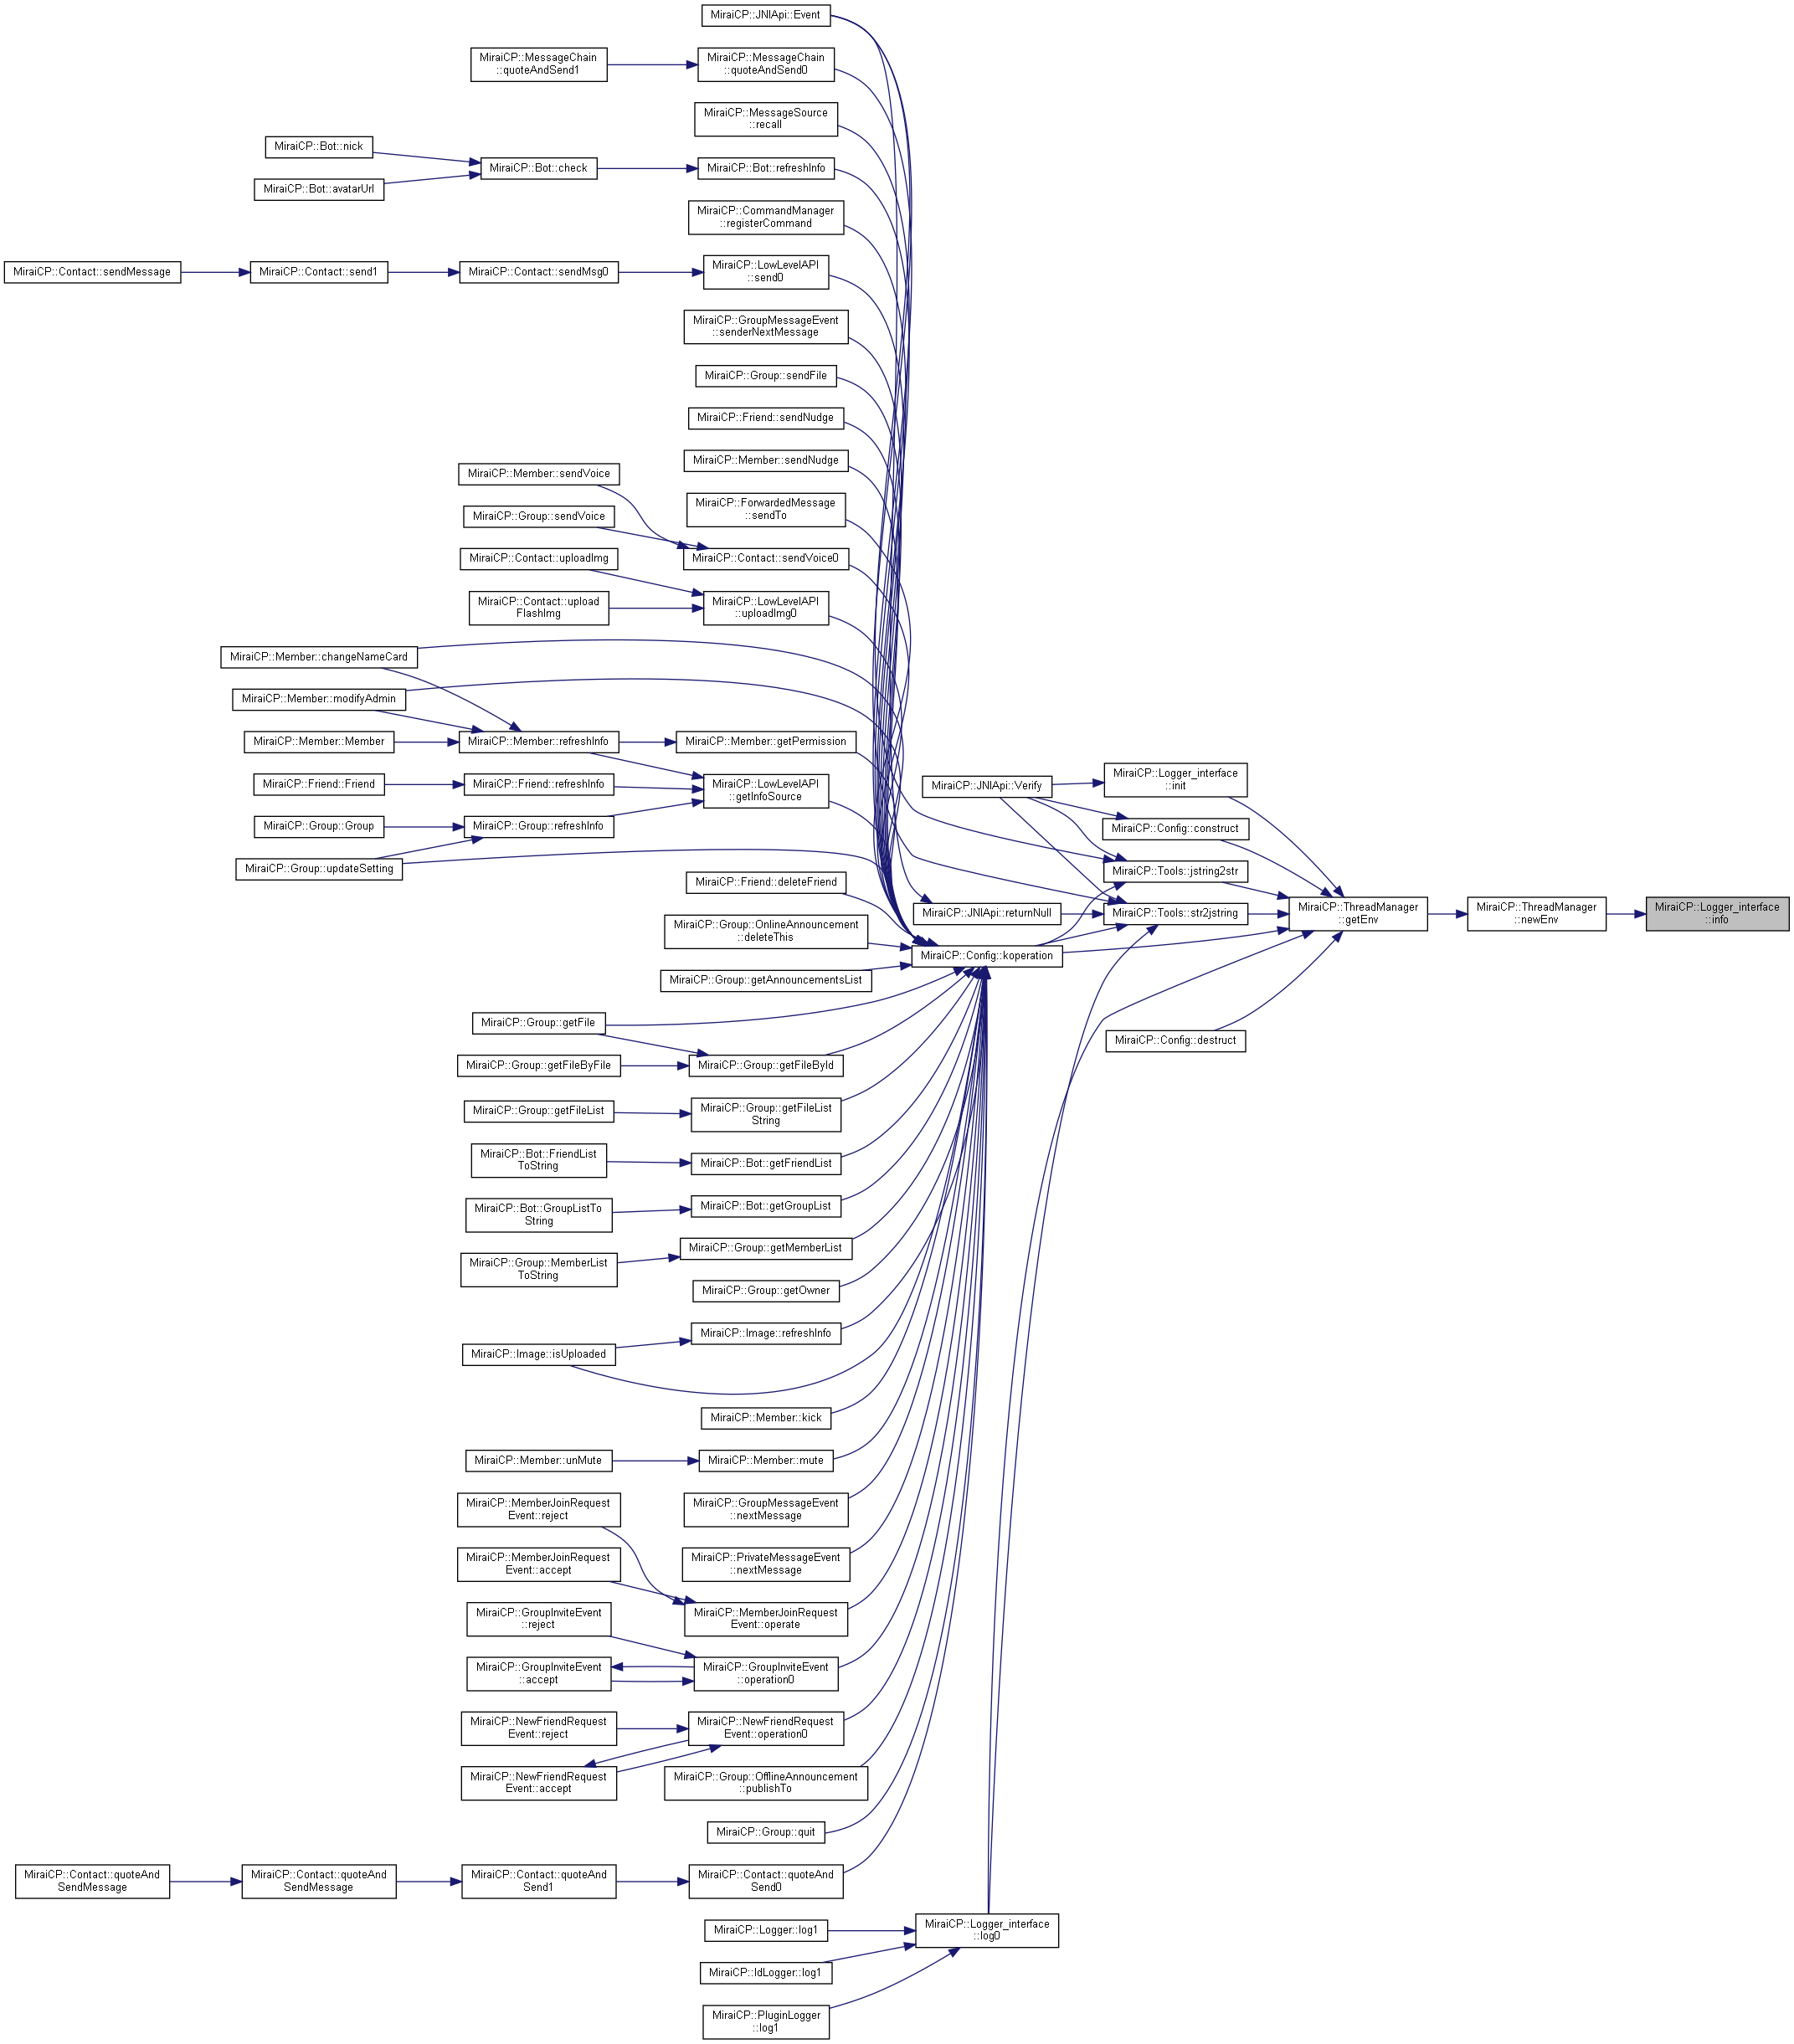 MiraiCP::JNIApi::Event
MiraiCP::MessageChain
::quoteAndSend1
MiraiCP::MessageChain
::quoteAndSend0
MiraiCP::MessageSource
::recall
MiraiCP::Bot::nick
MiraiCP::Bot::check
MiraiCP::Bot::refreshInfo
MiraiCP::Bot::avatarUrl
MiraiCP::CommandManager
::registerCommand
MiraiCP::Contact::sendMessage
MiraiCP::Contact::send1
MiraiCP::Contact::sendMsg0
MiraiCP::LowLevelAPI
::send0
MiraiCP::GroupMessageEvent
::senderNextMessage
MiraiCP::Group::sendFile
MiraiCP::Friend::sendNudge
MiraiCP::Member::sendNudge
MiraiCP::Member::sendVoice
MiraiCP::ForwardedMessage
::sendTo
MiraiCP::Group::sendVoice
MiraiCP::Contact::sendVoice0
MiraiCP::Contact::uploadImg
MiraiCP::Contact::upload
FlashImg
MiraiCP::LowLevelAPI
::uploadImg0
MiraiCP::Member::changeNameCard
MiraiCP::Member::modifyAdmin
MiraiCP::Member::Member
MiraiCP::Member::refreshInfo
MiraiCP::Member::getPermission
MiraiCP::Friend::Friend
MiraiCP::Friend::refreshInfo
MiraiCP::LowLevelAPI
::getInfoSource
MiraiCP::Group::Group
MiraiCP::Group::refreshInfo
MiraiCP::Group::updateSetting
MiraiCP::JNIApi::Verify
MiraiCP::Logger_interface
::init
MiraiCP::Config::construct
MiraiCP::Tools::jstring2str
MiraiCP::Friend::deleteFriend
MiraiCP::JNIApi::returnNull
MiraiCP::Tools::str2jstring
MiraiCP::ThreadManager
::getEnv
MiraiCP::ThreadManager
::newEnv
MiraiCP::Logger_interface
::info
MiraiCP::Group::OnlineAnnouncement
::deleteThis
MiraiCP::Config::koperation
MiraiCP::Group::getAnnouncementsList
MiraiCP::Group::getFile
MiraiCP::Config::destruct
MiraiCP::Group::getFileByFile
MiraiCP::Group::getFileById
MiraiCP::Group::getFileList
MiraiCP::Group::getFileList
String
MiraiCP::Bot::FriendList
ToString
MiraiCP::Bot::getFriendList
MiraiCP::Bot::GroupListTo
String
MiraiCP::Bot::getGroupList
MiraiCP::Group::MemberList
ToString
MiraiCP::Group::getMemberList
MiraiCP::Group::getOwner
MiraiCP::Image::isUploaded
MiraiCP::Image::refreshInfo
MiraiCP::Member::kick
MiraiCP::Member::unMute
MiraiCP::Member::mute
MiraiCP::MemberJoinRequest
Event::reject
MiraiCP::GroupMessageEvent
::nextMessage
MiraiCP::MemberJoinRequest
Event::accept
MiraiCP::PrivateMessageEvent
::nextMessage
MiraiCP::GroupInviteEvent
::reject
MiraiCP::MemberJoinRequest
Event::operate
MiraiCP::GroupInviteEvent
::accept
MiraiCP::GroupInviteEvent
::operation0
MiraiCP::NewFriendRequest
Event::reject
MiraiCP::NewFriendRequest
Event::operation0
MiraiCP::NewFriendRequest
Event::accept
MiraiCP::Group::OfflineAnnouncement
::publishTo
MiraiCP::Group::quit
MiraiCP::Contact::quoteAnd
SendMessage
MiraiCP::Contact::quoteAnd
SendMessage
MiraiCP::Contact::quoteAnd
Send1
MiraiCP::Contact::quoteAnd
Send0
MiraiCP::Logger::log1
MiraiCP::Logger_interface
::log0
MiraiCP::IdLogger::log1
MiraiCP::PluginLogger
::log1